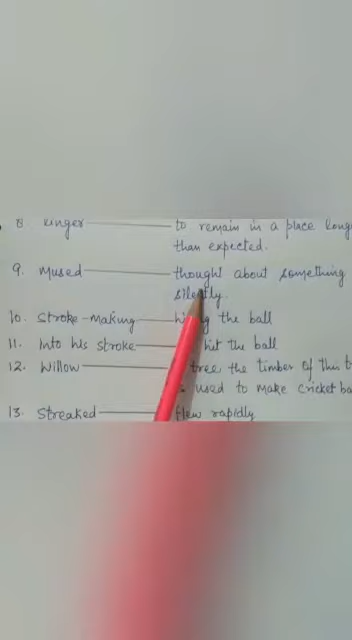 8 Linger — to remain in a place longe
than expected.
9. Mused — thought about something
silently.
10. Stroke-making — the ball
11. Into his stroke — hit the ball
12. Willow — tree the timber of this t
used to make cricket ba
13. Streaked — flew rapidly